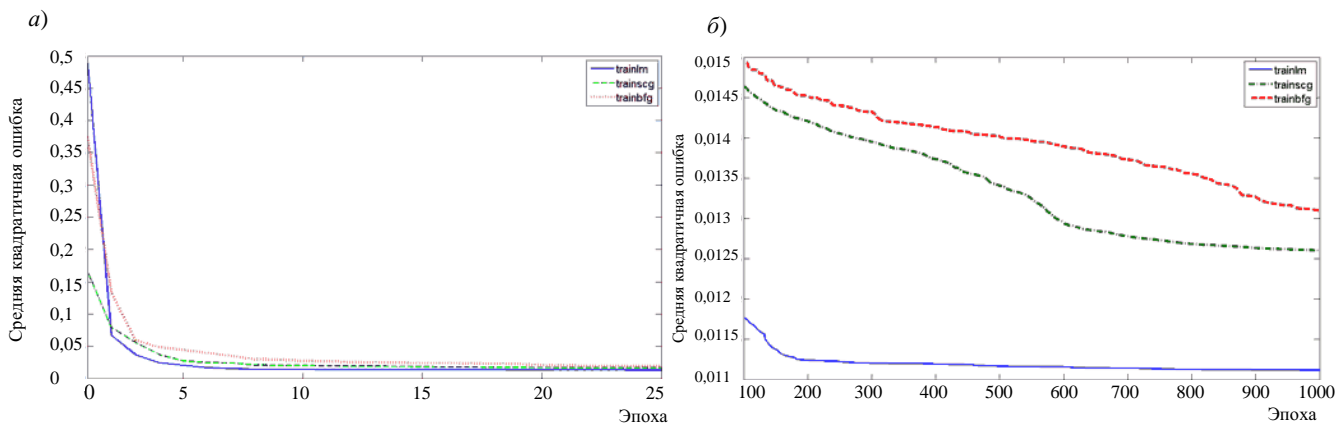 а)
Средняя квадратичная ошибка
0,5
0,45
0,4
0,35
0,3
0,25
0,2
0,15
0,1
0,05
0
trainlm
trainscg
trainbfg
0 5 10 15 20 25
Эпоха
б)
Средняя квадратичная ошибка
0,015
0,0145
0,014
0,0135
0,013
0,0125
0,012
0,0115
0,011
trainlm
trainscg
trainbfg
100 200 300 400 500 600 700 800 900 1000
Эпоха